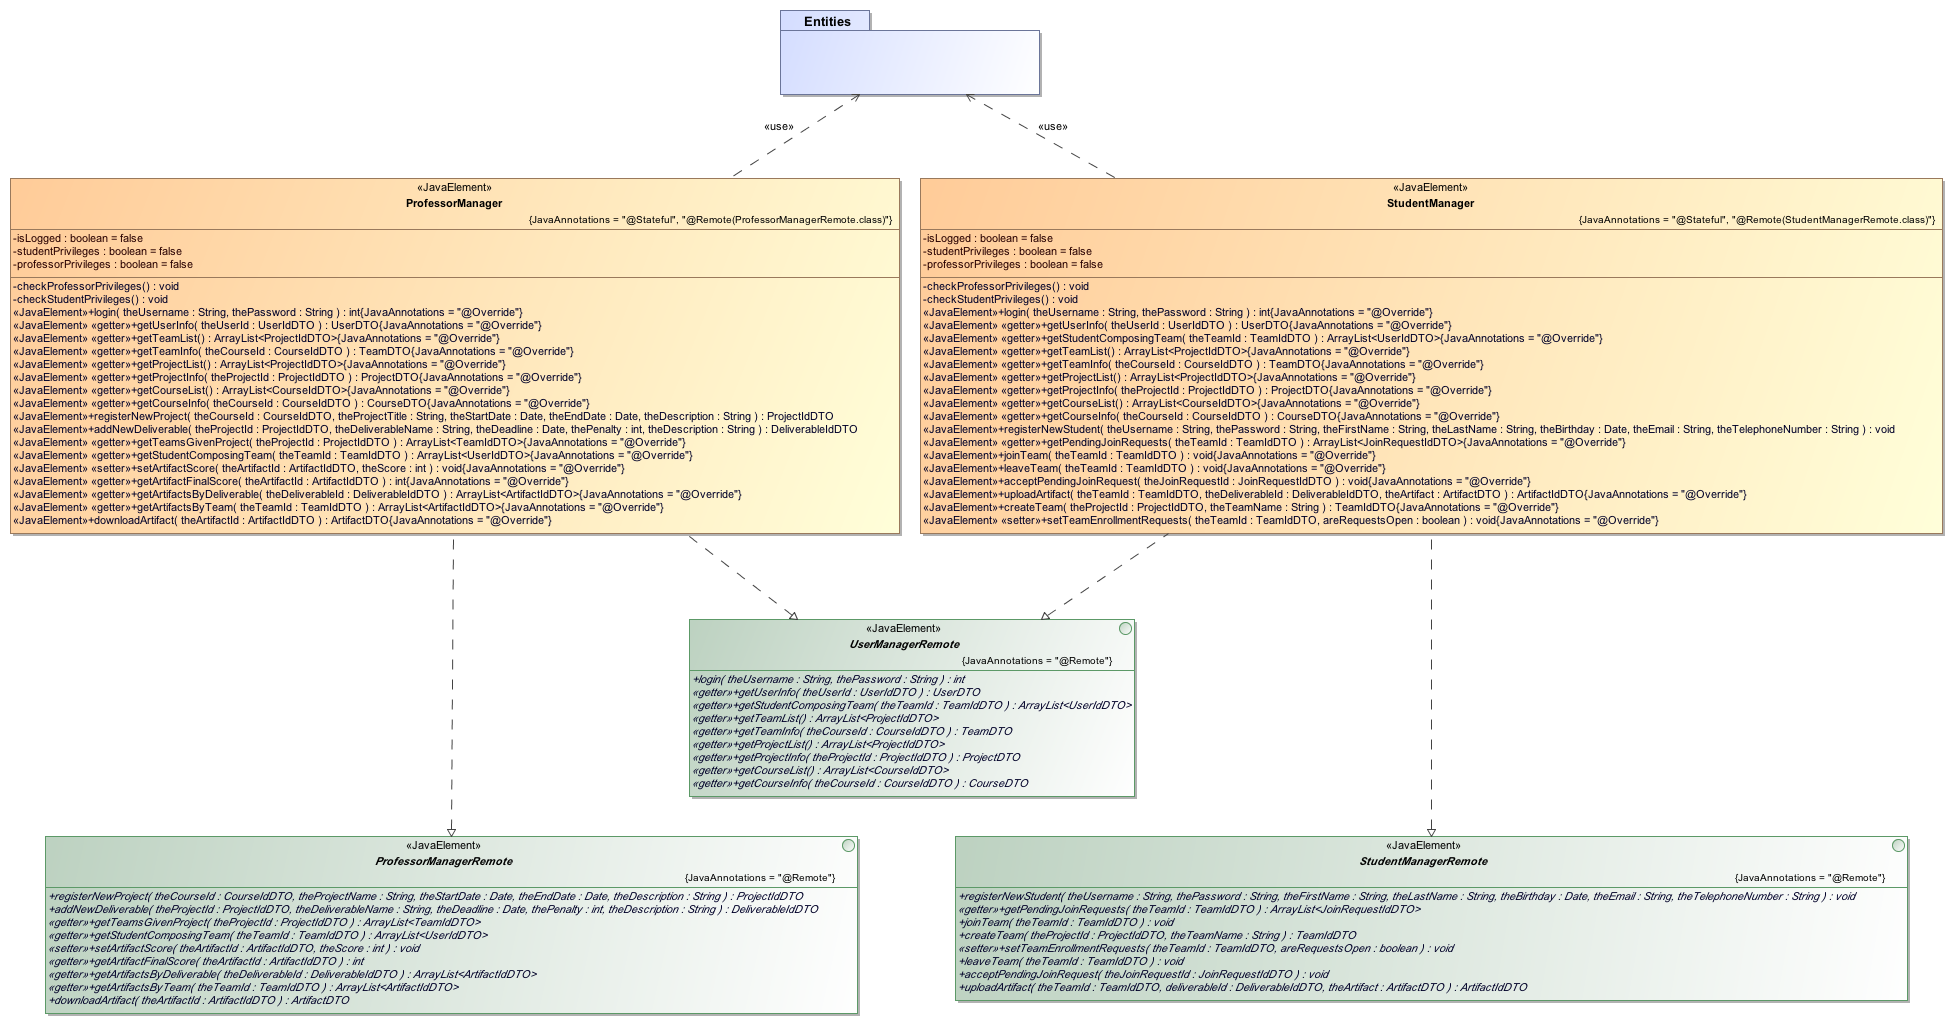 Entities
«use»
«use»
«JavaElement»
ProfessorManager
{JavaAnnotations = "@Stateful", "@Remote(ProfessorManagerRemote.class)"}
-isLogged : boolean = false
-studentPrivileges : boolean = false
-professorPrivileges : boolean = false
-checkProfessorPrivileges() : void
-checkStudentPrivileges() : void
«JavaElement»+login( theUsername : String, thePassword : String ) : int{JavaAnnotations = "@Override"}
«JavaElement» «getter»+getUserInfo( theUserId : UserIdDTO ) : UserDTO{JavaAnnotations = "@Override"}
«JavaElement» «getter»+getTeamList() : ArrayList<ProjectIdDTO>{JavaAnnotations = "@Override"}
«JavaElement» «getter»+getTeamInfo( theCourseId : CourseIdDTO ) : TeamDTO{JavaAnnotations = "@Override"}
«JavaElement» «getter»+getProjectList() : ArrayList<ProjectIdDTO>{JavaAnnotations = "@Override"}
«JavaElement» «getter»+getProjectInfo( theProjectId : ProjectIdDTO ) : ProjectDTO{JavaAnnotations = "@Override"}
«JavaElement» «getter»+getCourseList() : ArrayList<CourseIdDTO>{JavaAnnotations = "@Override"}
«JavaElement» «getter»+getCourseInfo( theCourseId : CourseIdDTO ) : CourseDTO{JavaAnnotations = "@Override"}
«JavaElement»+registerNewProject( theCourseId : CourseIdDTO, theProjectTitle : String, theStartDate : Date, theEndDate : Date, theDescription : String ) : ProjectIdDTO
«JavaElement»+addNewDeliverable( theProjectId : ProjectIdDTO, theDeliverableName : String, theDeadline : Date, thePenalty : int, theDescription : String ) : DeliverableIdDTO
«JavaElement» «getter»+getTeamsGivenProject( theProjectId : ProjectIdDTO ) : ArrayList<TeamIdDTO>{JavaAnnotations = "@Override"}
«JavaElement» «getter»+getStudentComposingTeam( theTeamId : TeamIdDTO ) : ArrayList<UserIdDTO>{JavaAnnotations = "@Override"}
«JavaElement» «setter»+setArtifactScore( theArtifactId : ArtifactIdDTO, theScore : int ) : void{JavaAnnotations = "@Override"}
«JavaElement» «getter»+getArtifactFinalScore( theArtifactId : ArtifactIdDTO ) : int{JavaAnnotations = "@Override"}
«JavaElement» «getter»+getArtifactsByDeliverable( theDeliverableId : DeliverableIdDTO ) : ArrayList<ArtifactIdDTO>{JavaAnnotations = "@Override"}
«JavaElement» «getter»+getArtifactsByTeam( theTeamId : TeamIdDTO ) : ArrayList<ArtifactIdDTO>{JavaAnnotations = "@Override"}
«JavaElement»+downloadArtifact( theArtifactId : ArtifactIdDTO ) : ArtifactDTO{JavaAnnotations = "@Override"}
«JavaElement»
StudentManager
{JavaAnnotations = "@Stateful", "@Remote(StudentManagerRemote.class)"}
-isLogged : boolean = false
-studentPrivileges : boolean = false
-professorPrivileges : boolean = false
-checkProfessorPrivileges() : void
-checkStudentPrivileges() : void
«JavaElement»+login( theUsername : String, thePassword : String ) : int{JavaAnnotations = "@Override"}
«JavaElement» «getter»+getUserInfo( theUserId : UserIdDTO ) : UserDTO{JavaAnnotations = "@Override"}
«JavaElement» «getter»+getStudentComposingTeam( theTeamId : TeamIdDTO ) : ArrayList<UserIdDTO>{JavaAnnotations = "@Override"}
«JavaElement» «getter»+getTeamList() : ArrayList<ProjectIdDTO>{JavaAnnotations = "@Override"}
«JavaElement» «getter»+getTeamInfo( theCourseId : CourseIdDTO ) : TeamDTO{JavaAnnotations = "@Override"}
«JavaElement» «getter»+getProjectList() : ArrayList<ProjectIdDTO>{JavaAnnotations = "@Override"}
«JavaElement» «getter»+getProjectInfo( theProjectId : ProjectIdDTO ) : ProjectDTO{JavaAnnotations = "@Override"}
«JavaElement» «getter»+getCourseList() : ArrayList<CourseIdDTO>{JavaAnnotations = "@Override"}
«JavaElement» «getter»+getCourseInfo( theCourseId : CourseIdDTO ) : CourseDTO{JavaAnnotations = "@Override"}
«JavaElement»+registerNewStudent( theUsername : String, thePassword : String, theFirstName : String, theLastName : String, theBirthday : Date, theEmail : String, theTelephoneNumber : String ) : void
«JavaElement» «getter»+getPendingJoinRequests( theTeamId : TeamIdDTO ) : ArrayList<JoinRequestIdDTO>{JavaAnnotations = "@Override"}
«JavaElement»+joinTeam( theTeamId : TeamIdDTO ) : void{JavaAnnotations = "@Override"}
«JavaElement»+leaveTeam( theTeamId : TeamIdDTO ) : void{JavaAnnotations = "@Override"}
«JavaElement»+acceptPendingJoinRequest( theJoinRequestId : JoinRequestIdDTO ) : void{JavaAnnotations = "@Override"}
«JavaElement»+uploadArtifact( theTeamId : TeamIdDTO, theDeliverableId : DeliverableIdDTO, theArtifact : ArtifactDTO ) : ArtifactIdDTO{JavaAnnotations = "@Override"}
«JavaElement»+createTeam( theProjectId : ProjectIdDTO, theTeamName : String ) : TeamIdDTO{JavaAnnotations = "@Override"}
«JavaElement» «setter»+setTeamEnrollmentRequests( theTeamId : TeamIdDTO, areRequestsOpen : boolean ) : void{JavaAnnotations = "@Override"}
«JavaElement»
UserManagerRemote
{JavaAnnotations = "@Remote"}
+login( theUsername : String, thePassword : String ) : int
«getter»+getUserInfo( theUserId : UserIdDTO ) : UserDTO
«getter»+getStudentComposingTeam( theTeamId : TeamIdDTO ) : ArrayList<UserIdDTO>
«getter»+getTeamList() : ArrayList<ProjectIdDTO>
«getter»+getTeamInfo( theCourseId : CourseIdDTO ) : TeamDTO
«getter»+getProjectList() : ArrayList<ProjectIdDTO>
«getter»+getProjectInfo( theProjectId : ProjectIdDTO ) : ProjectDTO
«getter»+getCourseList() : ArrayList<CourseIdDTO>
«getter»+getCourseInfo( theCourseId : CourseIdDTO ) : CourseDTO
«JavaElement»
ProfessorManagerRemote
{JavaAnnotations = "@Remote"}
+registerNewProject( theCourseId : CourseIdDTO, theProjectName : String, theStartDate : Date, theEndDate : Date, theDescription : String ) : ProjectIdDTO
+addNewDeliverable( theProjectId : ProjectIdDTO, theDeliverableName : String, theDeadline : Date, thePenalty : int, theDescription : String ) : DeliverableIdDTO
«getter»+getTeamsGivenProject( theProjectId : ProjectIdDTO ) : ArrayList<TeamIdDTO>
«getter»+getStudentComposingTeam( theTeamId : TeamIdDTO ) : ArrayList<UserIdDTO>
«setter»+setArtifactScore( theArtifactId : ArtifactIdDTO, theScore : int ) : void
«getter»+getArtifactFinalScore( theArtifactId : ArtifactIdDTO ) : int
«getter»+getArtifactsByDeliverable( theDeliverableId : DeliverableIdDTO ) : ArrayList<ArtifactIdDTO>
«getter»+getArtifactsByTeam( theTeamId : TeamIdDTO ) : ArrayList<ArtifactIdDTO>
+downloadArtifact( theArtifactId : ArtifactIdDTO ) : ArtifactDTO
«JavaElement»
StudentManagerRemote
{JavaAnnotations = "@Remote"}
+registerNewStudent( theUsername : String, thePassword : String, theFirstName : String, theLastName : String, theBirthday : Date, theEmail : String, theTelephoneNumber : String ) : void
«getter»+getPendingJoinRequests( theTeamId : TeamIdDTO ) : ArrayList<JoinRequestIdDTO>
+joinTeam( theTeamId : TeamIdDTO ) : void
+createTeam( theProjectId : ProjectIdDTO, theTeamName : String ) : TeamIdDTO
«setter»+setTeamEnrollmentRequests( theTeamId : TeamIdDTO, areRequestsOpen : boolean ) : void
+leaveTeam( theTeamId : TeamIdDTO ) : void
+acceptPendingJoinRequest( theJoinRequestId : JoinRequestIdDTO ) : void
+uploadArtifact( theTeamId : TeamIdDTO, deliverableId : DeliverableIdDTO, theArtifact : ArtifactDTO ) : ArtifactIdDTO